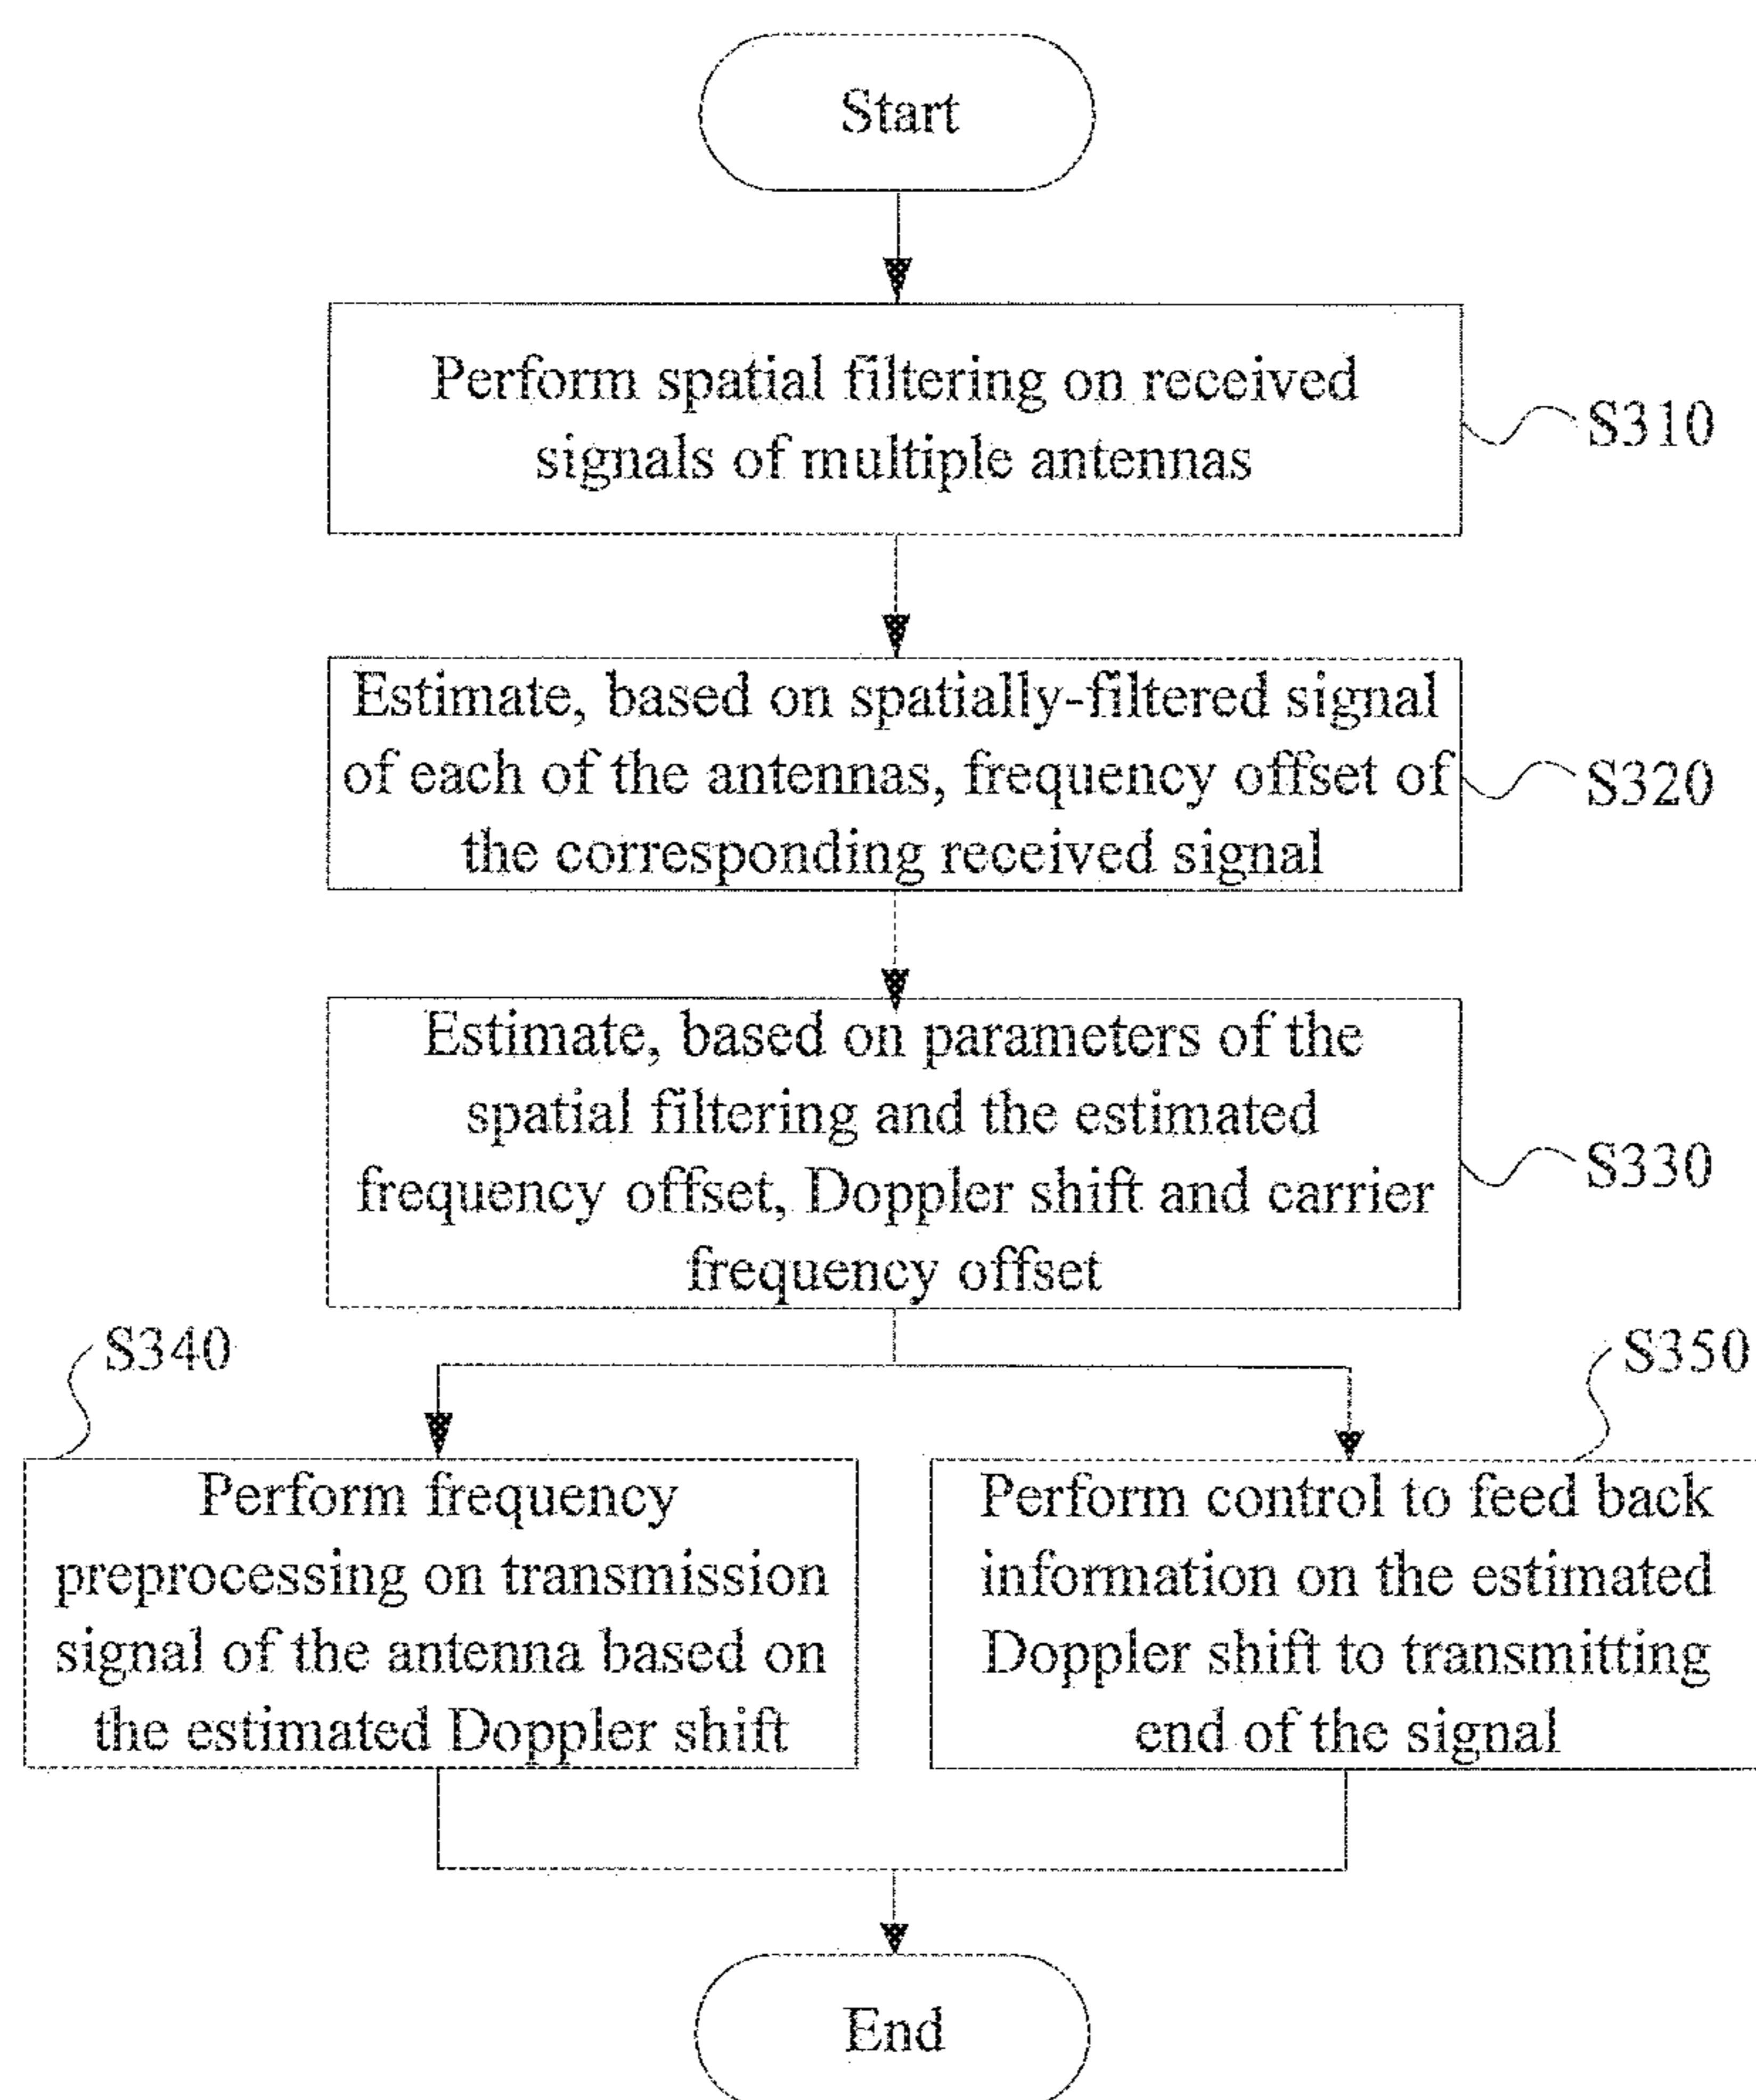 Start
Perform spatial filtering on received
signals of multiple antennas
S310
Estimate, based on spatially-filtered signal
of each of the antennas, frequency offset of
the corresponding received signal
S320
Estimate, based on parameters of the
spatial filtering and the estimated
frequency offset, Doppler shift and carrier
frequency offset
S330
S340
Perform frequency
preprocessing on transmission
signal of the antenna based on
the estimated Doppler shift
S350
Perform control to feed back
information on the estimated
Doppler shift to transmitting
end of the signal
End